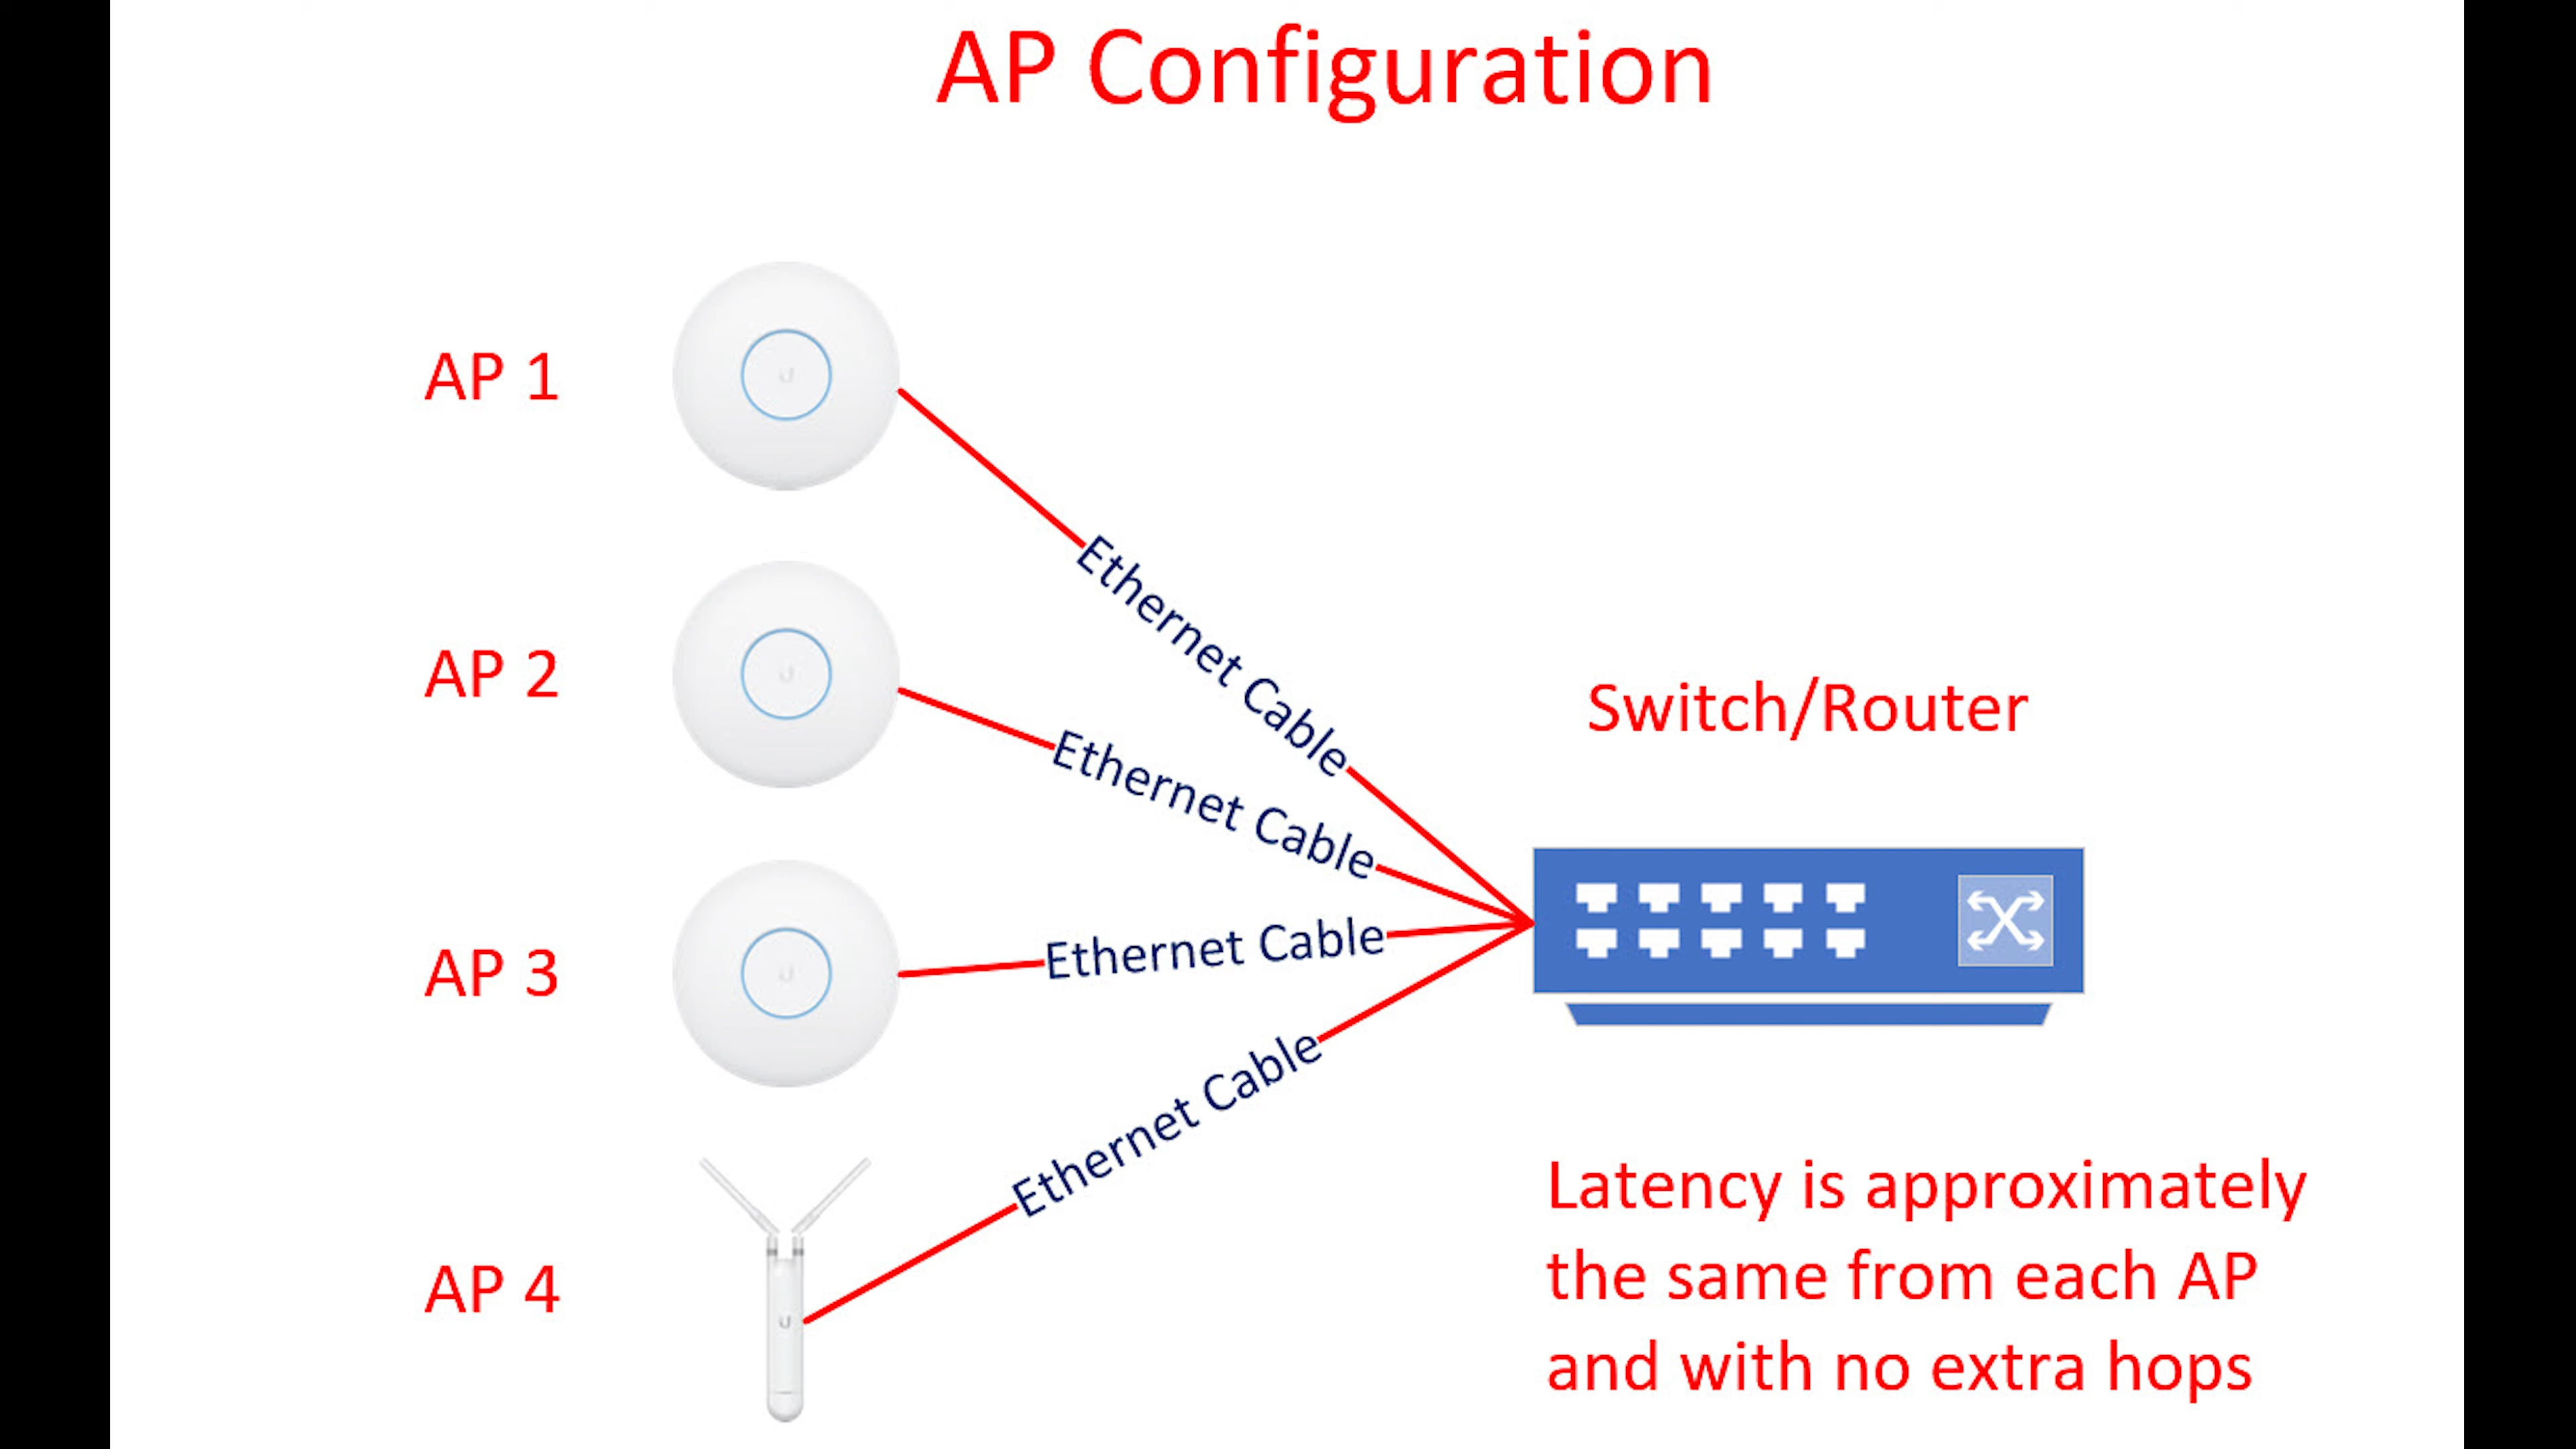 AP Configuration
AP 1
Ethernet Cable
AP 2
Ethernet Cable
Switch/Router
AP 3
Ethernet Cable
AP 4
Ethernet Cable
Latency is approximately
the same from each AP
and with no extra hops